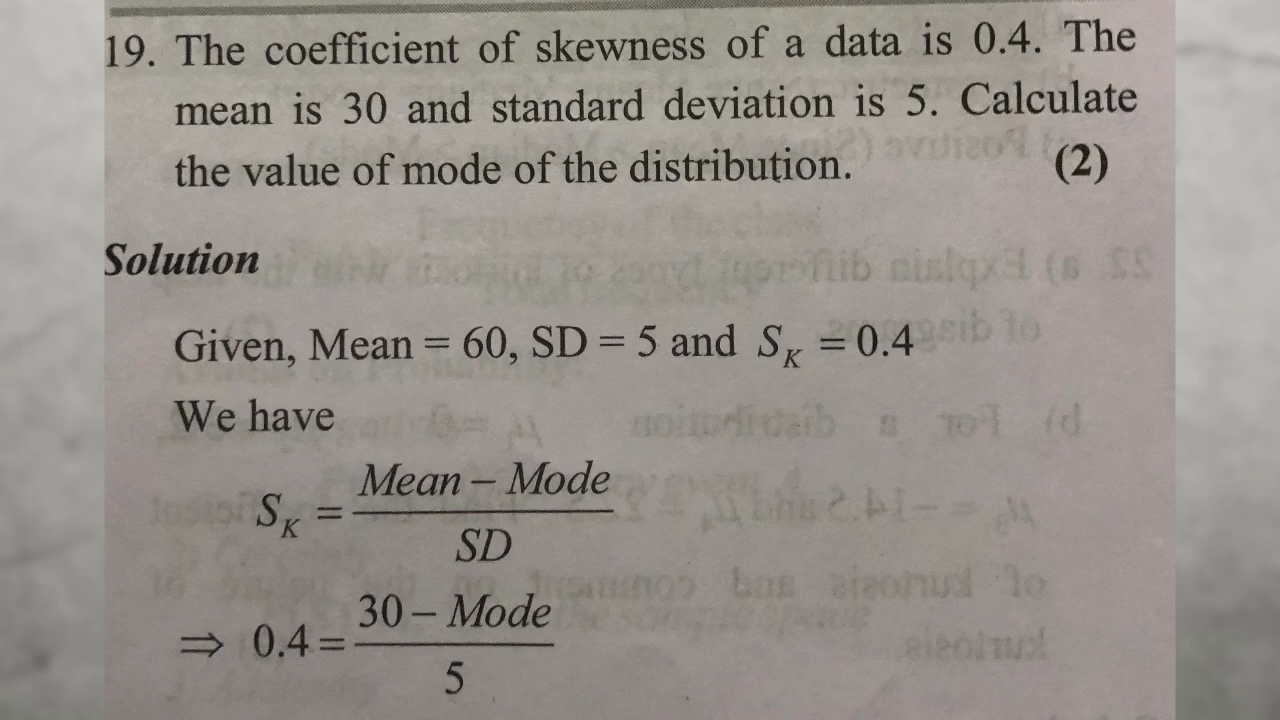 19. The coefficient of skewness of a data is 0.4. The
mean is 30 and standard deviation is 5. Calculate
the value of mode of the distribution. (2)
Solution
Given, Mean = 60, SD = 5 and S_K = 0.4
We have
S_K = \frac{Mean – Mode}{SD}
⇒ 0.4 = \frac{30 – Mode}{5}